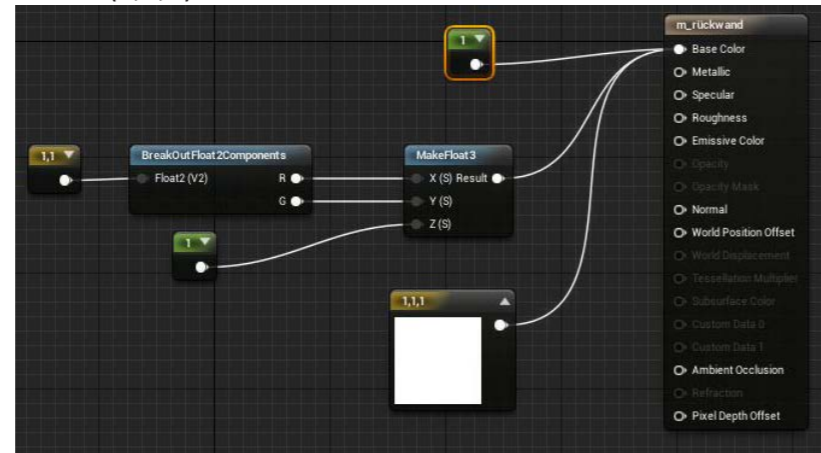 1
1,1
BreakOutFloat2Components
Float2 (V2)
R
G
1
MakeFloat3
X (S) Result
Y (S)
Z (S)
1,1,1
m_rückwand
Base Color
Metallic
Specular
Roughness
Emissive Color
Opacity
Opacity Mask
Normal
World Position Offset
World Displacement
Tessellation Multiplier
Subsurface Color
Custom Data 0
Custom Data 1
Ambient Occlusion
Refraction
Pixel Depth Offset